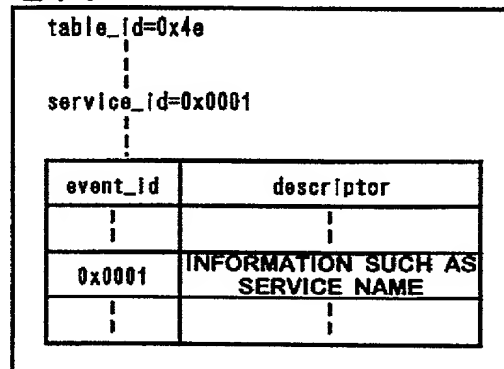 table_id=0x4e
service_id=0x0001
event_id descriptor
0x0001 INFORMATION SUCH AS
SERVICE NAME